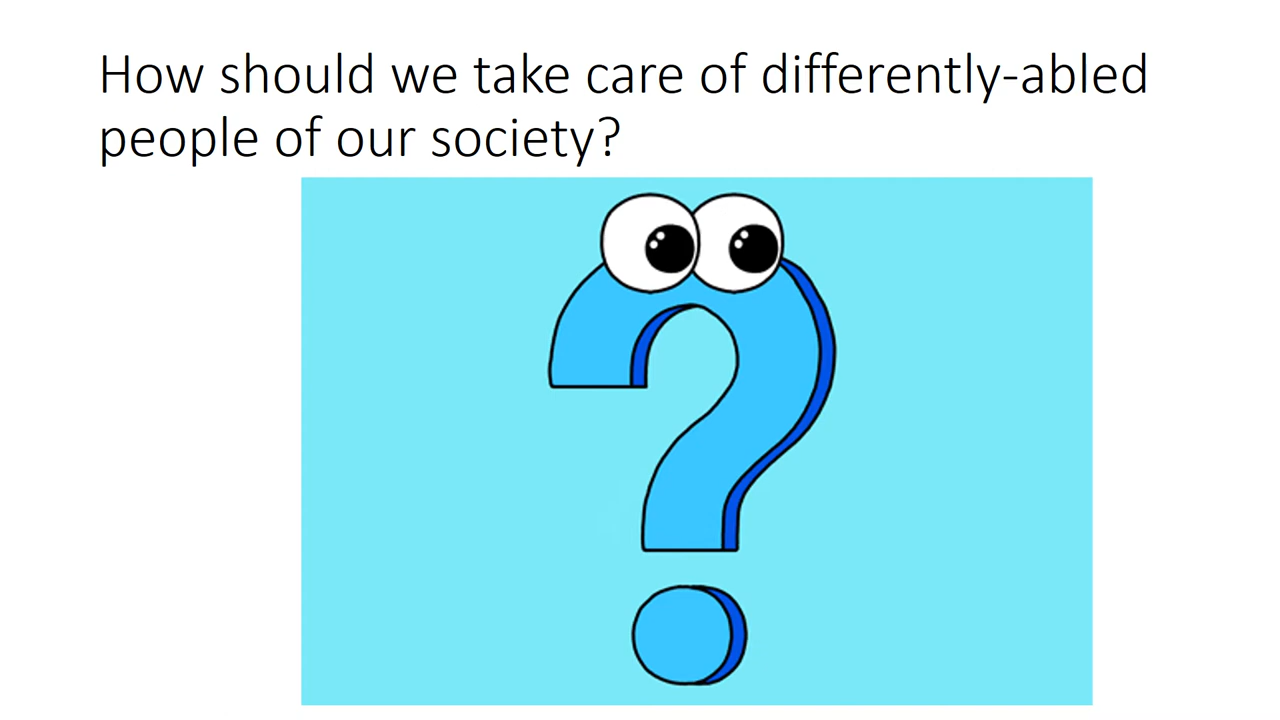 How should we take care of differently-abled
people of our society?